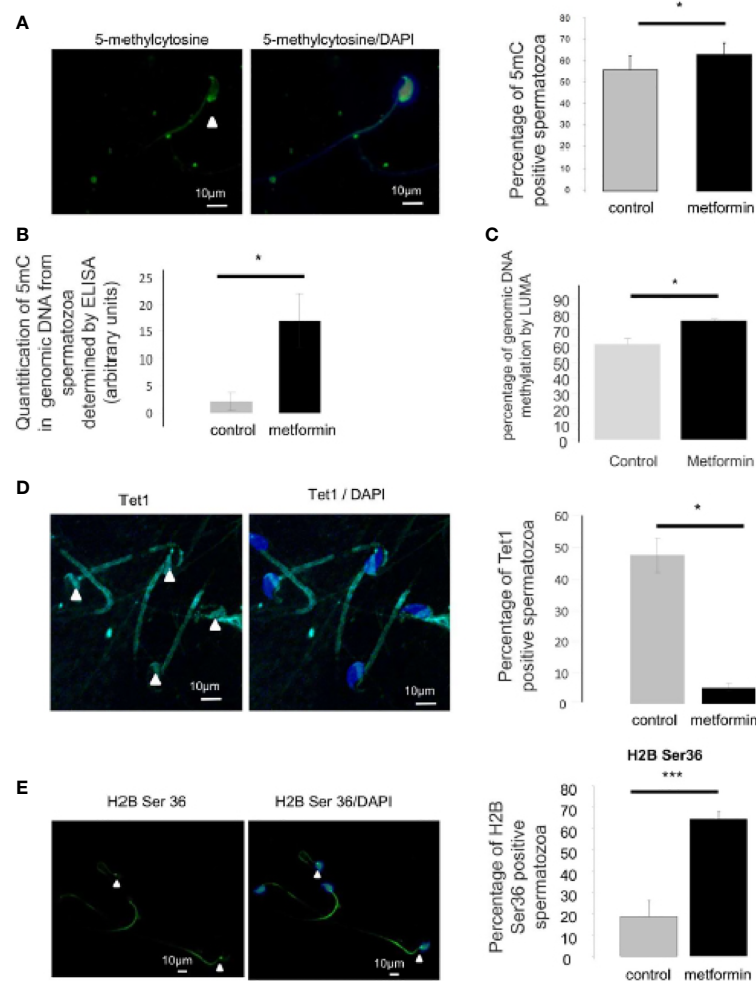 A
5-methylcytosine
5-methylcytosine/DAPI
10μm
10μm
Percentage of 5mC
positive spermatozoa
80
70
60
50
40
30
20
10
0
*
control
metformin
B
Quantitication of 5mC
in genomic DNA from
spermatozoa
determined by ELISA
(arbitrary units)
25
20
15
10
5
0
*
control
metformin
C
percentage of genomic DNA
methylation by LUMA
90
80
70
60
50
40
30
20
10
0
*
Control
Metformin
D
Tet1
Tet1 / DAPI
10μm
10μm
Percentage of Tet1
positive spermatozoa
60
50
40
30
20
10
0
*
control
metformin
E
H2B Ser 36
H2B Ser 36/DAPI
10μm
10μm
H2B Ser36
Percentage of H2B
Ser36 positive
spermatozoa
80
70
60
50
40
30
20
10
0
***
control
metformin